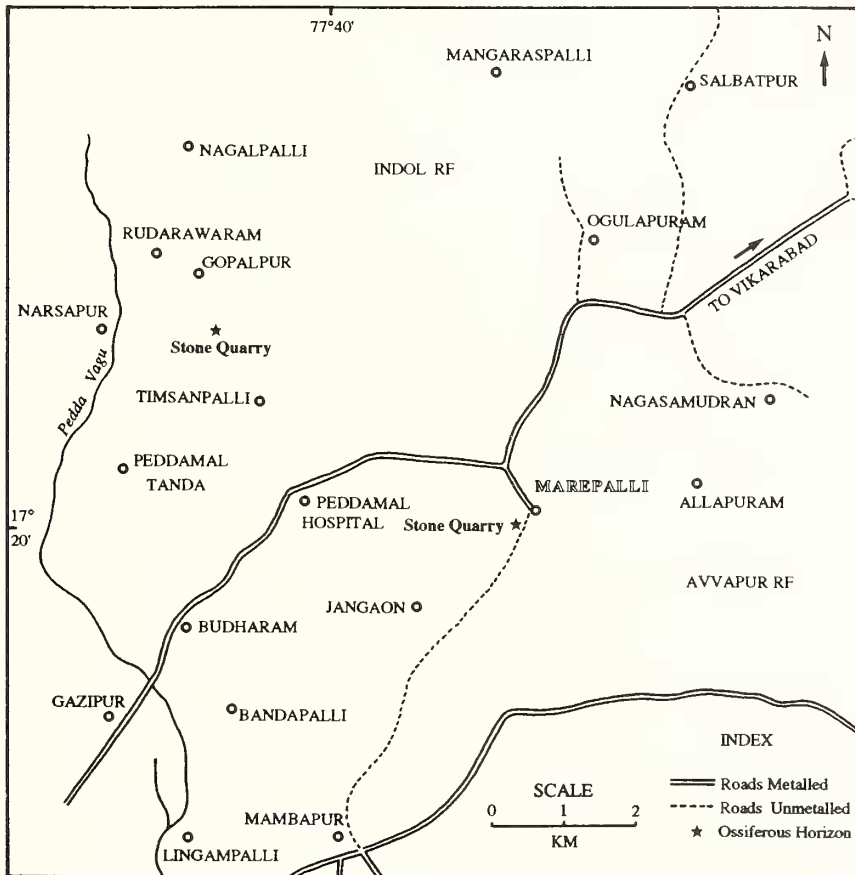 77°40'
N
MANGARASPALLI
SALBATPUR
NAGALPALLI
INDOL RF
OGULAPURAM
RUDARAWARAM
GOPALPUR
TO VIKARABAD
NARSAPUR
Stone Quarry
Pedda Vagu
TIMSANPALLI
NAGASAMUDRAN
PEDDAMAL
TANDA
PEDDAMAL
HOSPITAL
MAREPALLI
ALLAPURAM
Stone Quarry
17°
20'
AVVAPUR RF
JANGAON
BUDHARAM
GAZIPUR
BANDAPALLI
INDEX
Roads Metalled
Roads Unmetalled
Ossiferous Horizon
SCALE
0 1 2
KM
MAMBAPUR
LINGAMPALLI